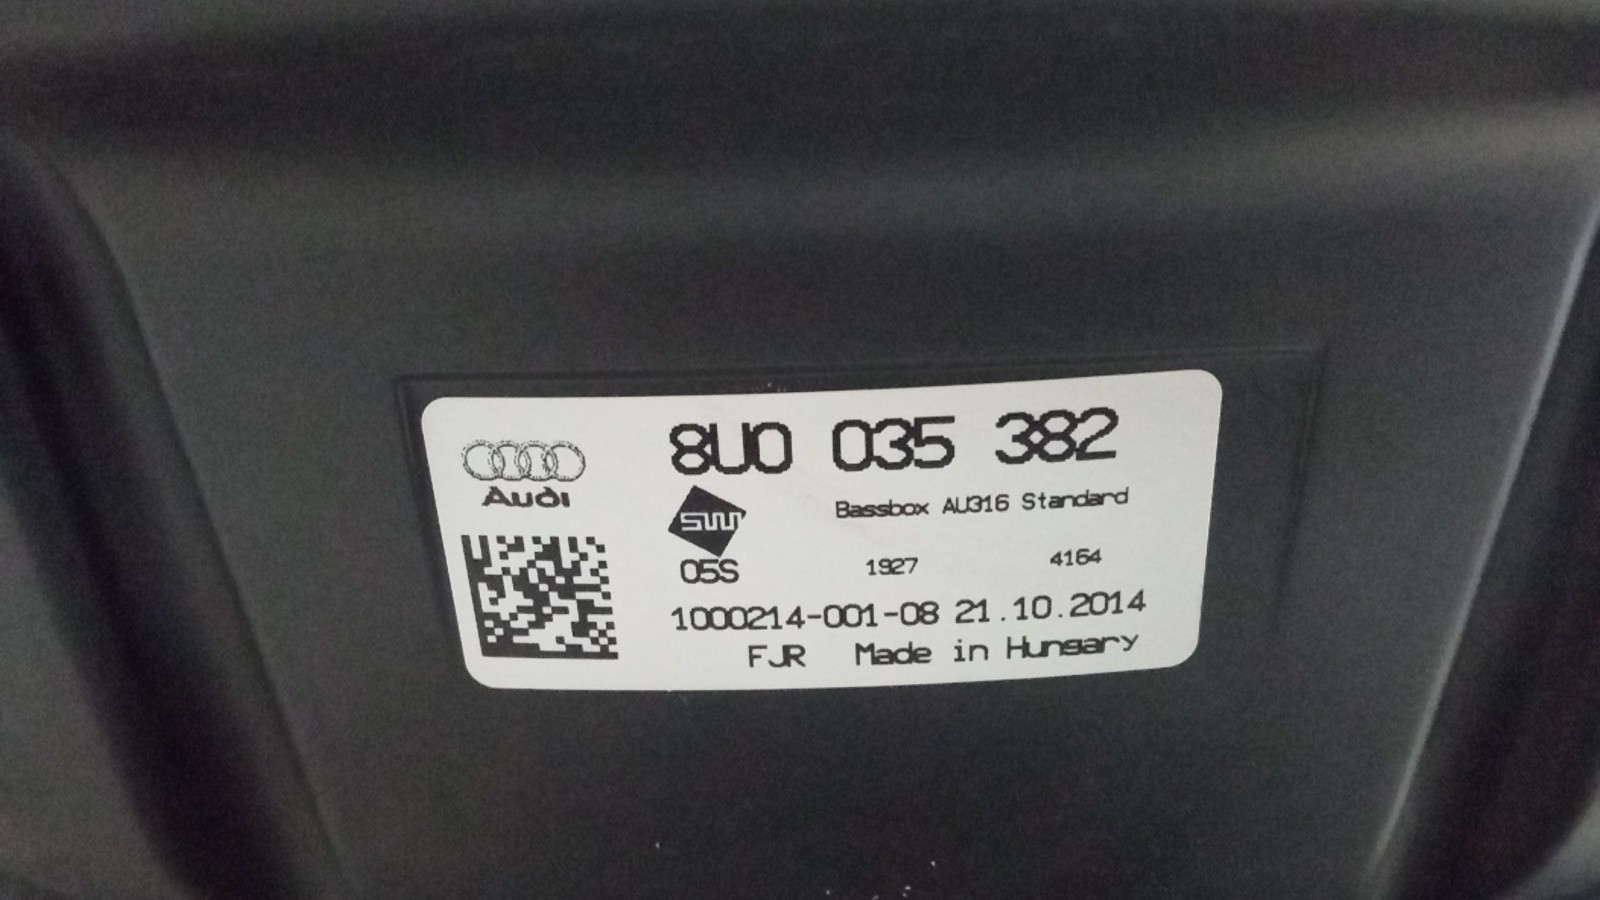 8U0 035 382
Audi
SW
Bassbox AU316 Standard
05S 1927 4164
1000214-001-08 21.10.2014
FJR Made in Hungary